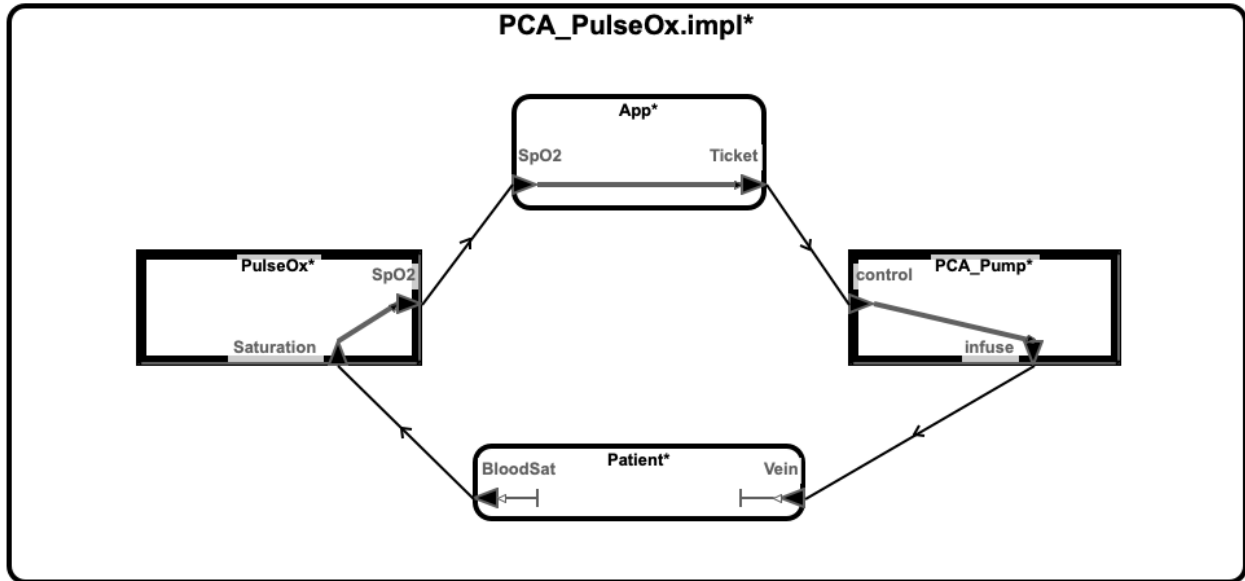 PCA_PulseOx.impl*
App*
SpO2
Ticket
PulseOx*
SpO2
Saturation
PCA_Pump*
control
infuse
Patient*
BloodSat
Vein